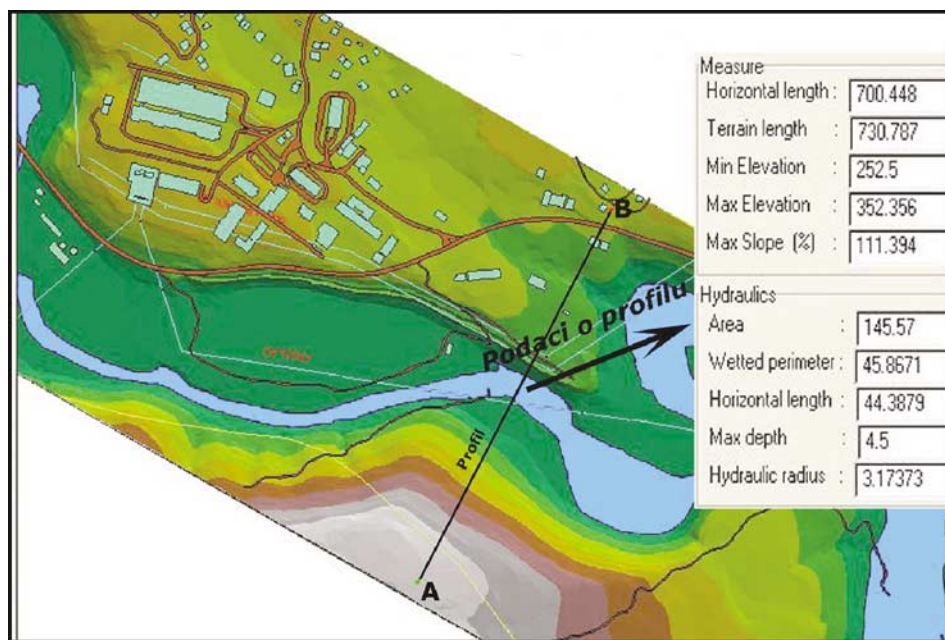 Measure
Horizontal length : 700.448
Terrain length : 730.787
Min Elevation : 252.5
Max Elevation : 352.356
Max Slope (%) : 111.394
Hydraulics
Area : 145.57
Wetted perimeter : 45.8671
Horizontal length : 44.3879
Max depth : 4.5
Hydraulic radius : 3.17373
B
Podaci o profilu
Profil
A